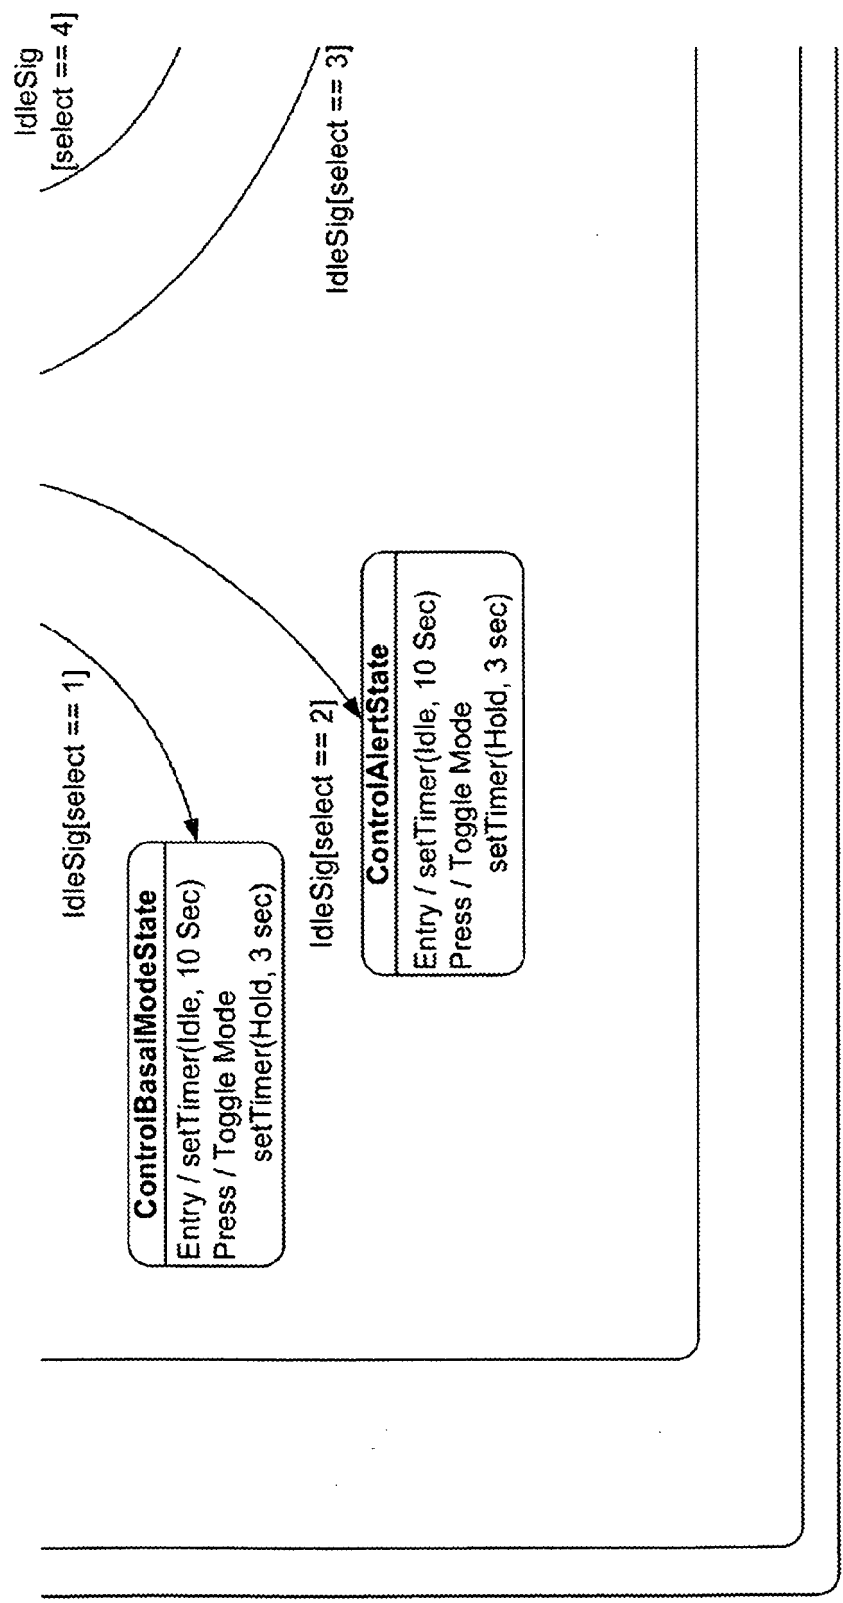 IdleSig
[select == 4]
IdleSig[select == 3]
IdleSig[select == 1]
IdleSig[select == 2]
ControlBasalModeState
Entry / setTimer(Idle, 10 Sec)
Press / Toggle Mode
setTimer(Hold, 3 sec)
ControlAlertState
Entry / setTimer(Idle, 10 Sec)
Press / Toggle Mode
setTimer(Hold, 3 sec)